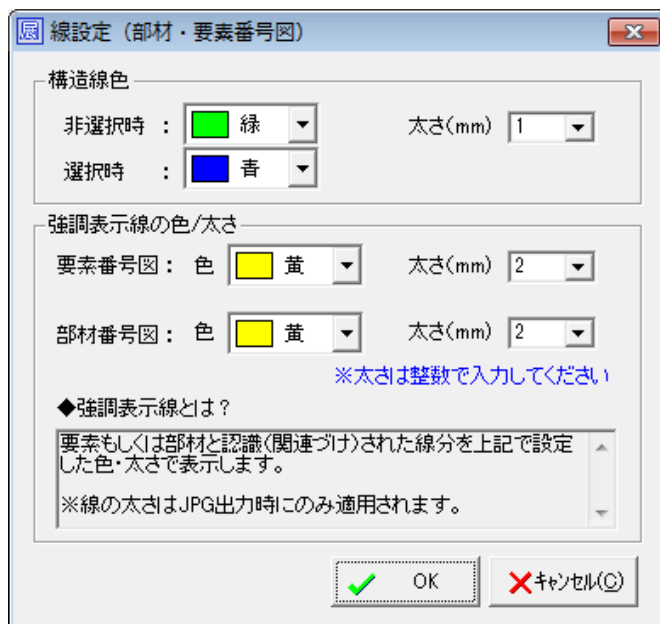 辰 線設定（部材・要素番号図）
構造線色
非選択時 ： 緑 太さ(mm) 1
選択時 ： 青
強調表示線の色/太さ
要素番号図： 色 黄 太さ(mm) 2
部材番号図： 色 黄 太さ(mm) 2
※太さは整数で入力してください
◆強調表示線とは？
要素もしくは部材と認識(関連づけ)された線分を上記で設定
した色･太さで表示します。
※線の太さはJPG出力時にのみ適用されます。
OK キャンセル(C)